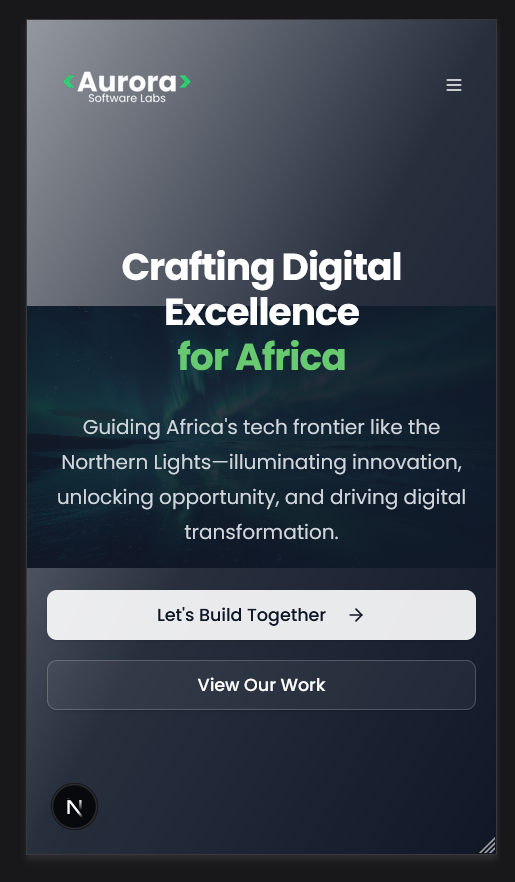 <Aurora>
Software Labs
Crafting Digital
Excellence
for Africa
Guiding Africa's tech frontier like the
Northern Lights—illuminating innovation,
unlocking opportunity, and driving digital
transformation.
Let's Build Together →
View Our Work
N